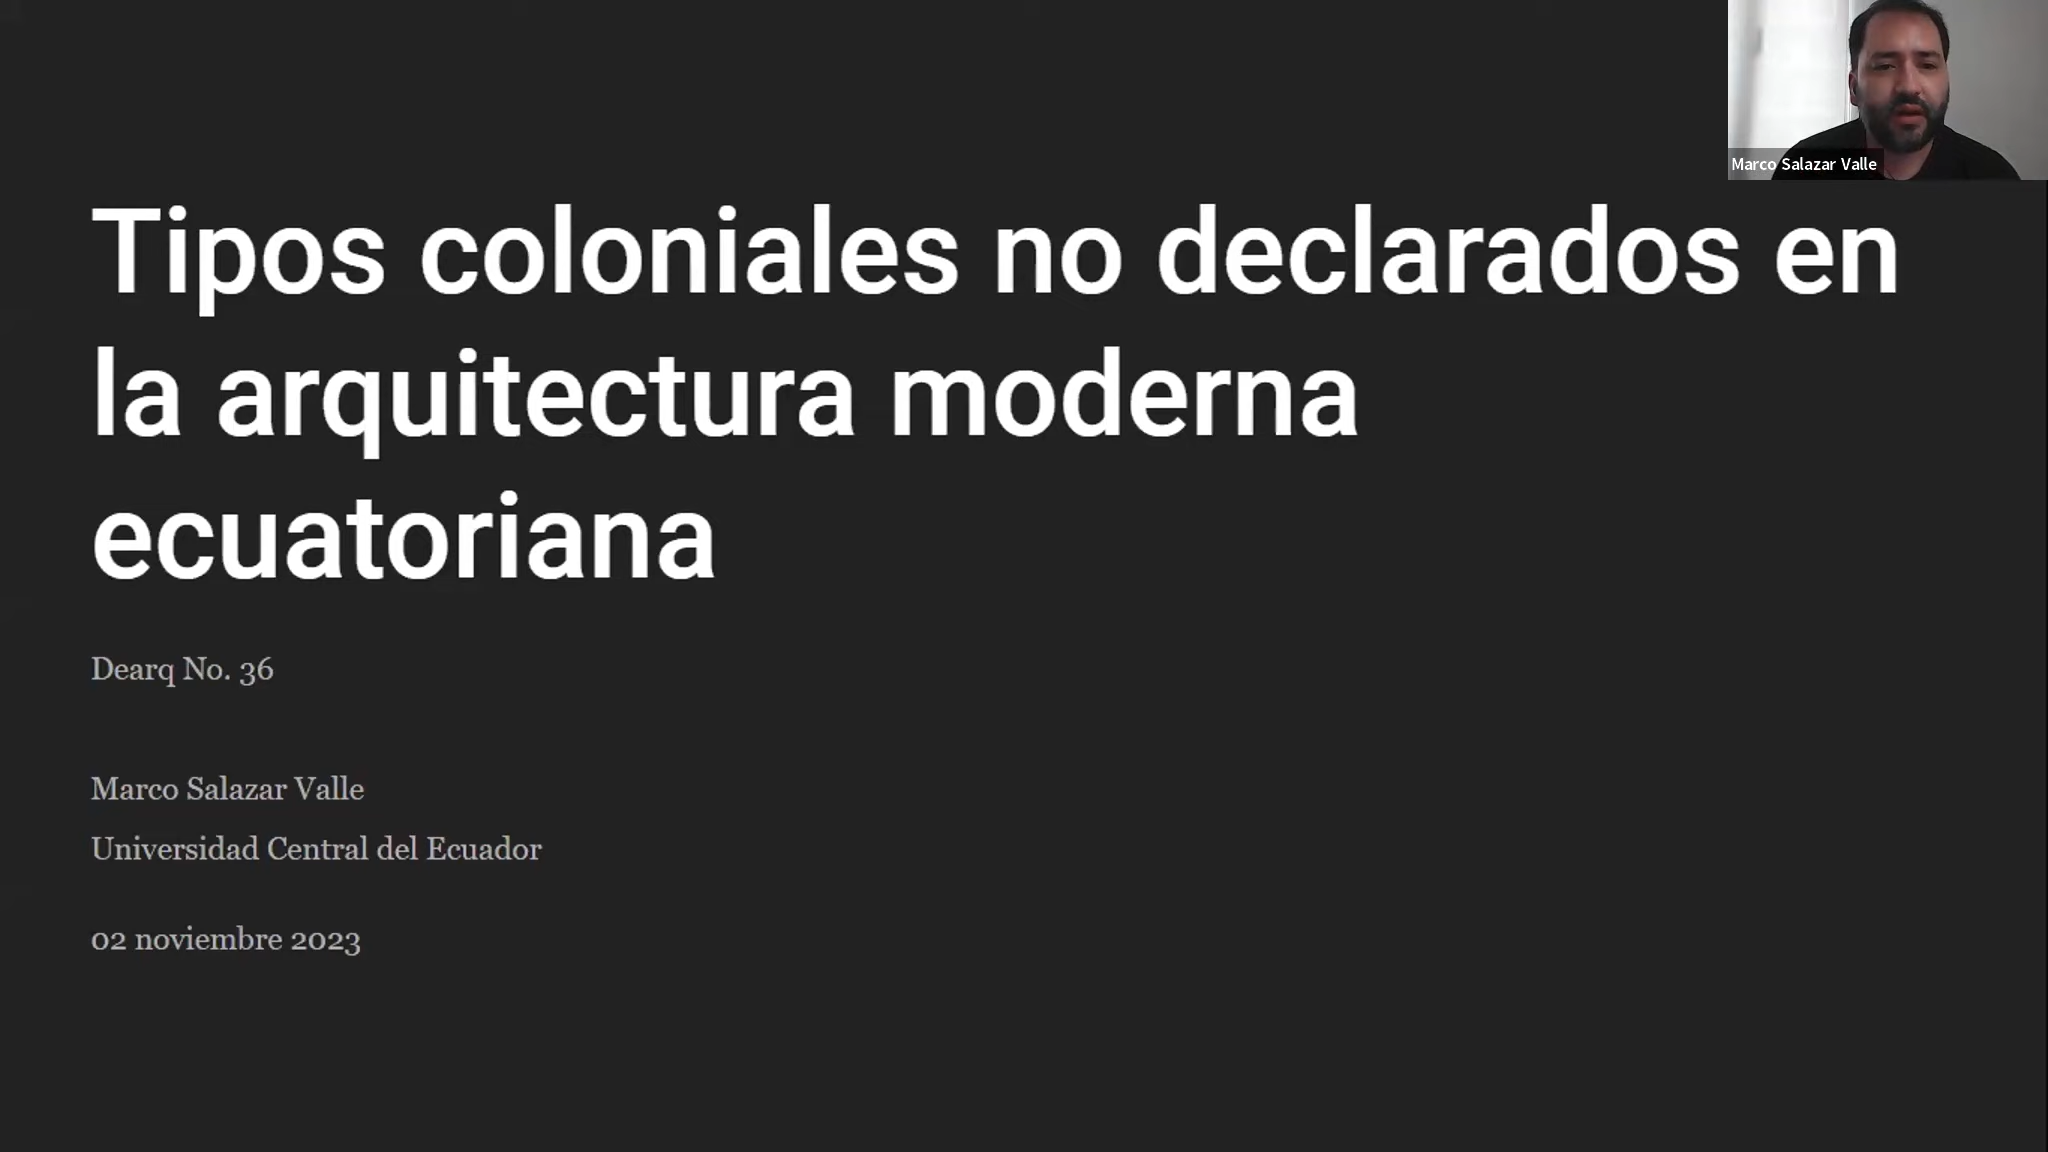 Marco Salazar Valle
Tipos coloniales no declarados en
la arquitectura moderna
ecuatoriana
Dearq No. 36
Marco Salazar Valle
Universidad Central del Ecuador
02 noviembre 2023